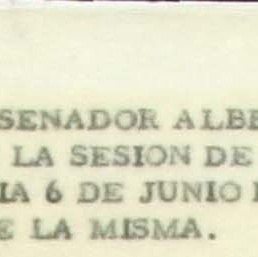 SENADOR ALBE
LA SESION DE
IA 6 DE JUNIO
E LA MISMA.